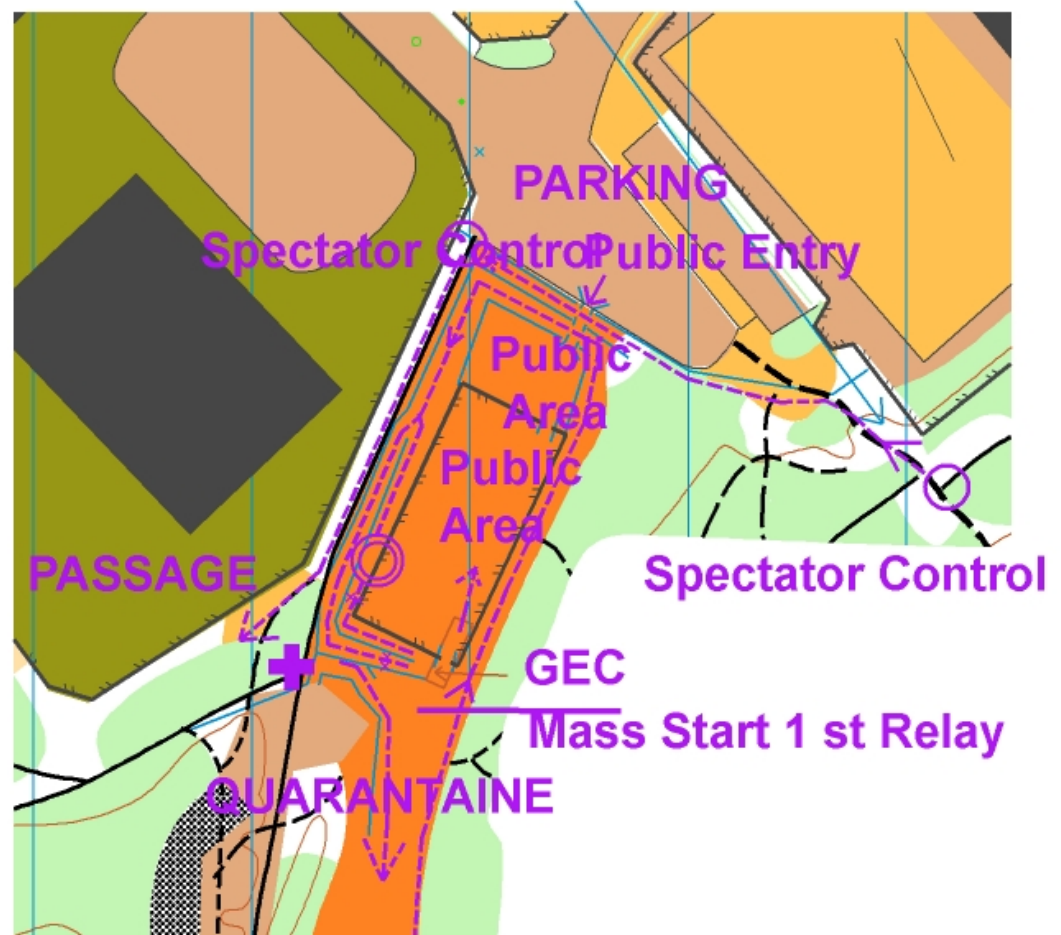 PARKING
Spectator Control
Public Entry
Public
Area
Public
Area
PASSAGE
Spectator Control
GEC
Mass Start 1 st Relay
QUARANTAINE